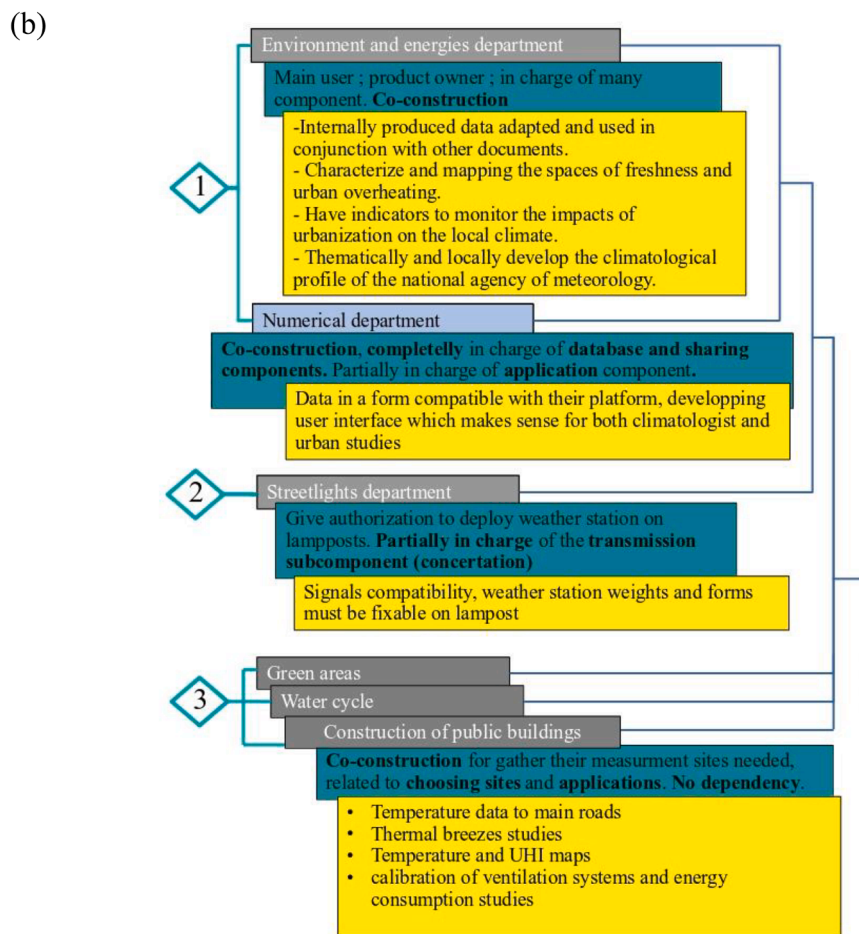 (b)
Environment and energies department
Main user ; product owner ; in charge of many
component. Co-construction
-Internally produced data adapted and used in
conjunction with other documents.
- Characterize and mapping the spaces of freshness and
urban overheating.
- Have indicators to monitor the impacts of
urbanization on the local climate.
- Thematically and locally develop the climatological
profile of the national agency of meteorology.
1
Numerical department
Co-construction, completelly in charge of database and sharing
components. Partially in charge of application component.
Data in a form compatible with their platform, developping
user interface which makes sense for both climatologist and
urban studies
2
Streetlights department
Give authorization to deploy weather station on
lampposts. Partially in charge of the transmission
subcomponent (concertation)
Signals compatibility, weather station weights and forms
must be fixable on lampost
3
Green areas
Water cycle
Construction of public buildings
Co-construction for gather their measurment sites needed,
related to choosing sites and applications. No dependency.
• Temperature data to main roads
• Thermal breezes studies
• Temperature and UHI maps
• calibration of ventilation systems and energy
consumption studies